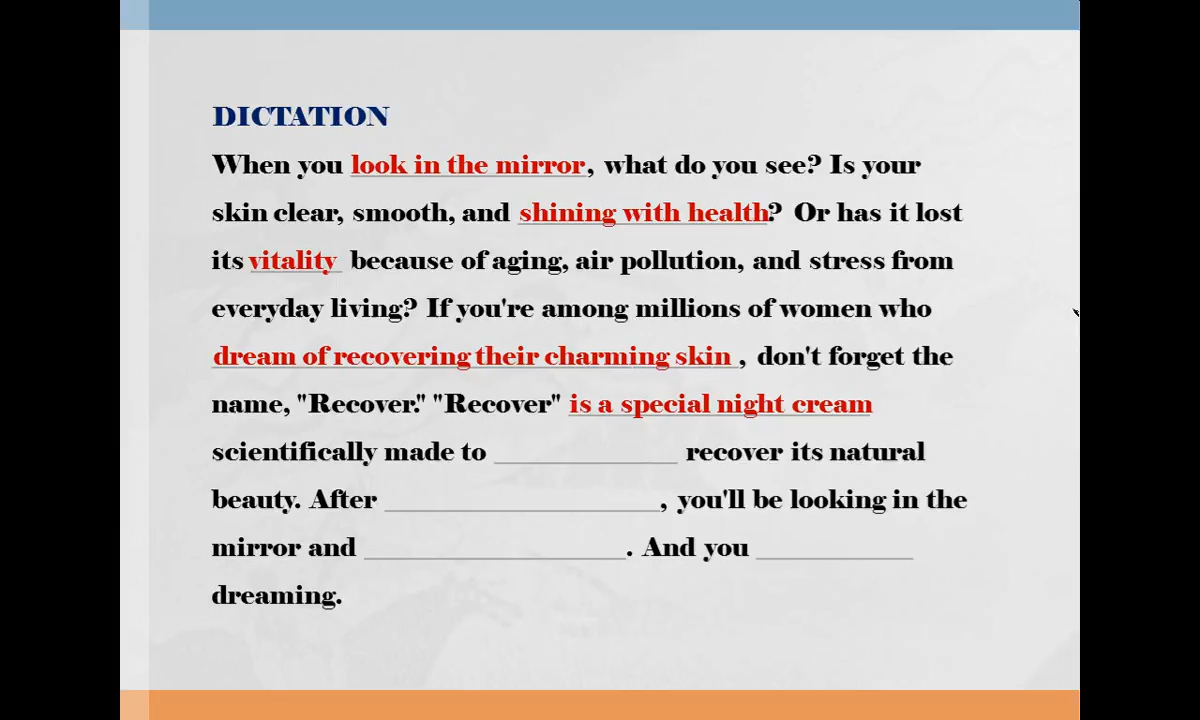 DICTATION
When you look in the mirror, what do you see? Is your
skin clear, smooth, and shining with health? Or has it lost
its vitality because of aging, air pollution, and stress from
everyday living? If you're among millions of women who
dream of recovering their charming skin , don't forget the
name, "Recover." "Recover" is a special night cream
scientifically made to ______________ recover its natural
beauty. After _____________________, you'll be looking in the
mirror and ____________________. And you ____________
dreaming.